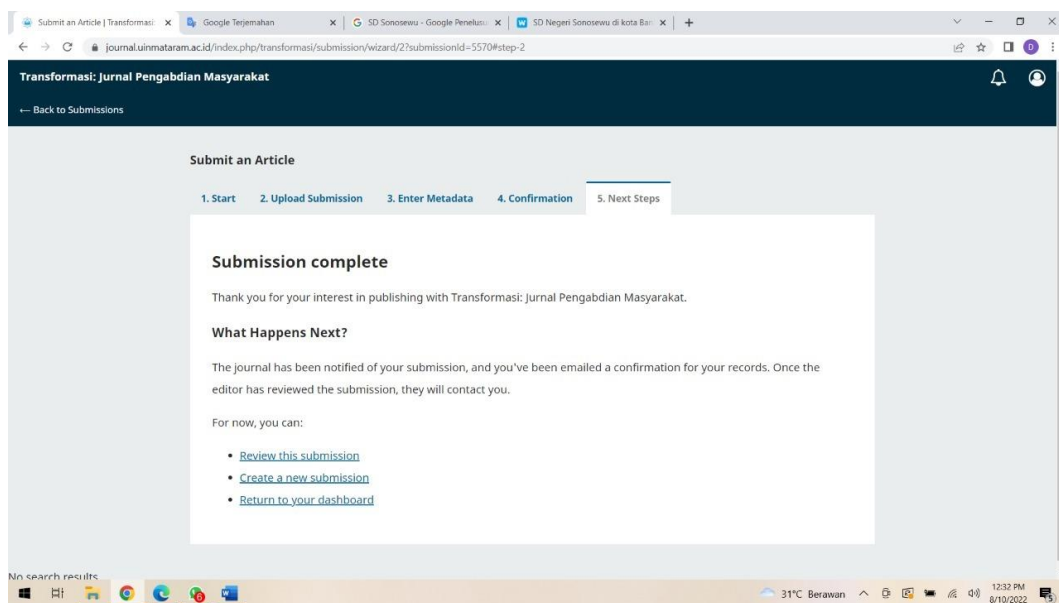 Submit an Article | Transformasi:
Google Terjemahan
SD Sonosewu - Google Penelusu
SD Negeri Sonosewu di kota Ban
journal.uinmataram.ac.id/index.php/transformasi/submission/wizard/2?submissionId=5570#step-2
D
Transformasi: Jurnal Pengabdian Masyarakat
← Back to Submissions
Submit an Article
1. Start 2. Upload Submission 3. Enter Metadata 4. Confirmation 5. Next Steps
Submission complete
Thank you for your interest in publishing with Transformasi: Jurnal Pengabdian Masyarakat.
What Happens Next?
The journal has been notified of your submission, and you've been emailed a confirmation for your records. Once the
editor has reviewed the submission, they will contact you.
For now, you can:
• Review this submission
• Create a new submission
• Return to your dashboard
No search results
31°C Berawan
12:32 PM
8/10/2022